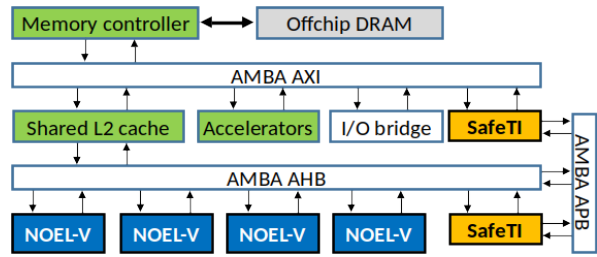 Memory controller
Offchip DRAM
AMBA AXI
Shared L2 cache
Accelerators
I/O bridge
SafeTI
AMBA APB
AMBA AHB
NOEL-V
NOEL-V
NOEL-V
NOEL-V
SafeTI